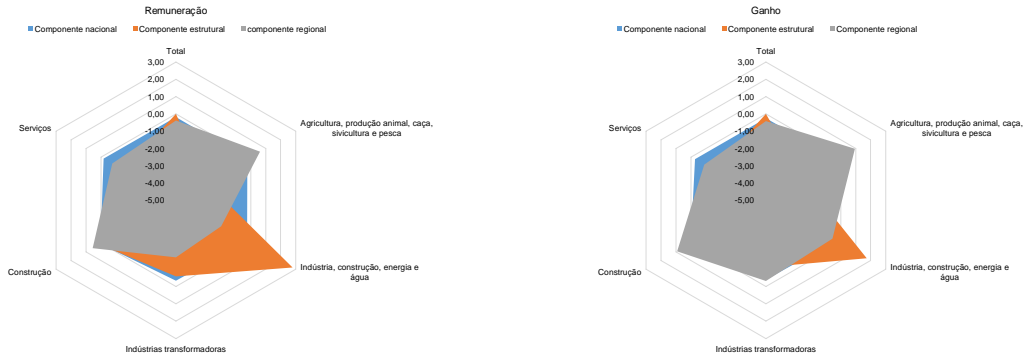 Remuneração
Componente nacional
Componente estrutural
componente regional
Total
3,00
2,00
1,00
0,00
-1,00
-2,00
-3,00
-4,00
-5,00
Agricultura, produção animal, caça,
sivicultura e pesca
Indústria, construção, energia e
água
Indústrias transformadoras
Construção
Serviços
Ganho
Componente nacional
Componente estrutural
Componente regional
Total
3,00
2,00
1,00
0,00
-1,00
-2,00
-3,00
-4,00
-5,00
Agricultura, produção animal, caça,
sivicultura e pesca
Indústria, construção, energia e
água
Indústrias transformadoras
Construção
Serviços